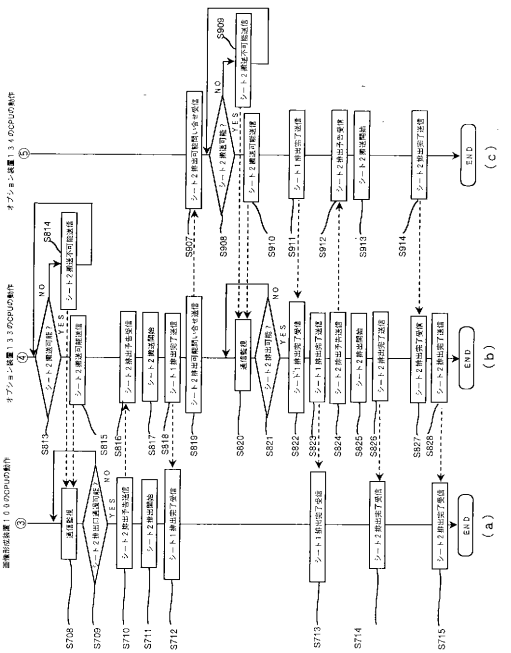 画像形成装置100のCPUの動作
③
S708
通信監視
S709
シート2排出口通過可能?
NO
YES
S710
シート2排出予告送信
S711
シート2排出開始
S712
シート1排出完了受信
S713
シート1排出完了受信
S714
シート2排出完了受信
S715
シート2排出完了受信
END
(a)
オプション装置133のCPUの動作
④
S813
シート2搬送可能?
NO
YES
S814
シート2搬送不可能送信
S815
シート2搬送可能送信
S816
シート2排出予告受信
S817
シート2搬送開始
S818
シート1排出完了送信
S819
シート2排出可能問い合せ送信
S820
通信監視
S821
シート2排出可能?
NO
YES
S822
シート1排出完了受信
S823
シート1排出完了送信
S824
シート2排出予告送信
S825
シート2排出開始
S826
シート2排出完了送信
S827
シート2排出完了受信
S828
シート2排出完了送信
END
(b)
オプション装置134のCPUの動作
⑤
S907
シート2排出可能問い合せ受信
S908
シート2搬送可能?
NO
YES
S909
シート2搬送不可能送信
S910
シート2搬送可能送信
S911
シート1排出完了送信
S912
シート2排出予告受信
S913
シート2搬送開始
S914
シート2排出完了送信
END
(c)